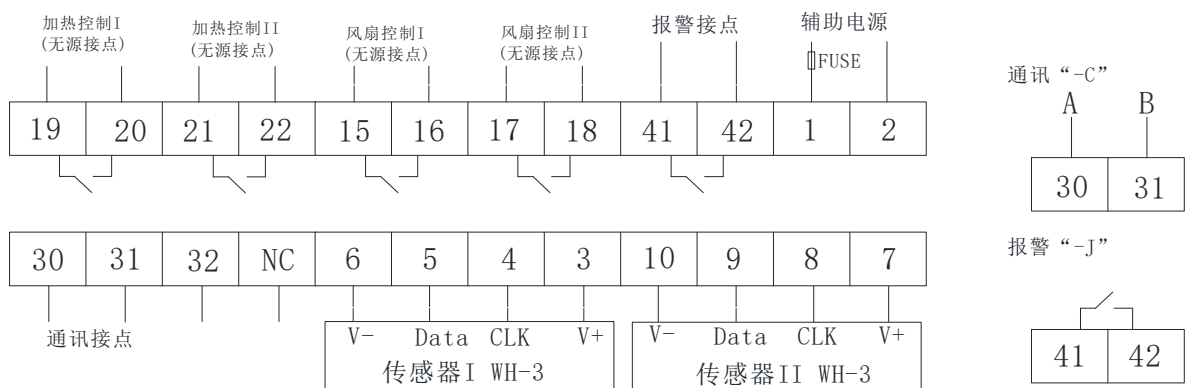 加热控制I
(无源接点)
加热控制II
(无源接点)
风扇控制I
(无源接点)
风扇控制II
(无源接点)
报警接点
辅助电源
FUSE
19 20 21 22 15 16 17 18 41 42 1 2
30 31 32 NC 6 5 4 3 10 9 8 7
通讯接点
V- Data CLK V+
传感器I WH-3
V- Data CLK V+
传感器II WH-3
通讯“-C”
A B
30 31
报警“-J”
41 42